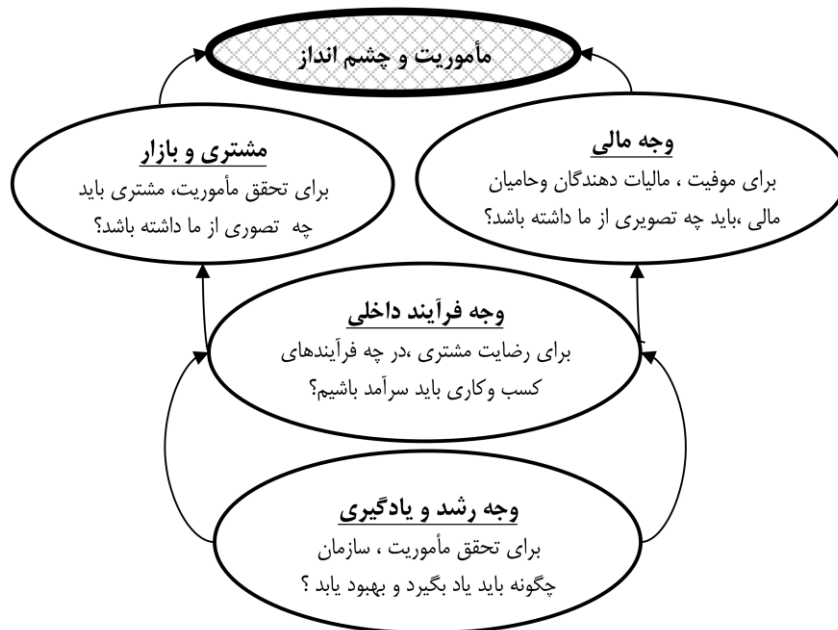 مأموریت و چشم انداز
وجه مالی
برای موفیت ، مالیات دهندگان وحامیان
مالی ،باید چه تصویری از ما داشته باشد؟
مشتری و بازار
برای تحقق مأموریت، مشتری باید
چه تصوری از ما داشته باشد؟
وجه فرآیند داخلی
برای رضایت مشتری ،در چه فرآیندهای
کسب وکاری باید سرآمد باشیم؟
وجه رشد و یادگیری
برای تحقق مأموریت ، سازمان
چگونه باید یاد بگیرد و بهبود یابد ؟